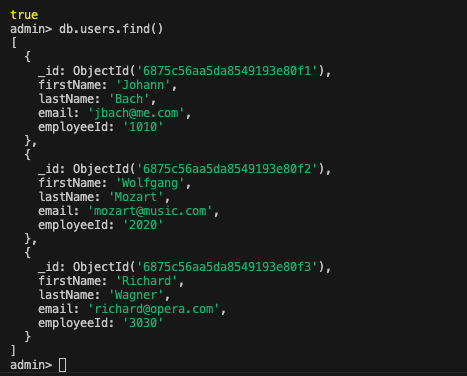 true
admin> db.users.find()
[
  {
    _id: ObjectId('6875c56aa5da8549193e80f1'),
    firstName: 'Johann',
    lastName: 'Bach',
    email: 'jbach@me.com',
    employeeId: '1010'
  },
  {
    _id: ObjectId('6875c56aa5da8549193e80f2'),
    firstName: 'Wolfgang',
    lastName: 'Mozart',
    email: 'mozart@music.com',
    employeeId: '2020'
  },
  {
    _id: ObjectId('6875c56aa5da8549193e80f3'),
    firstName: 'Richard',
    lastName: 'Wagner',
    email: 'richard@opera.com',
    employeeId: '3030'
  }
]
admin>